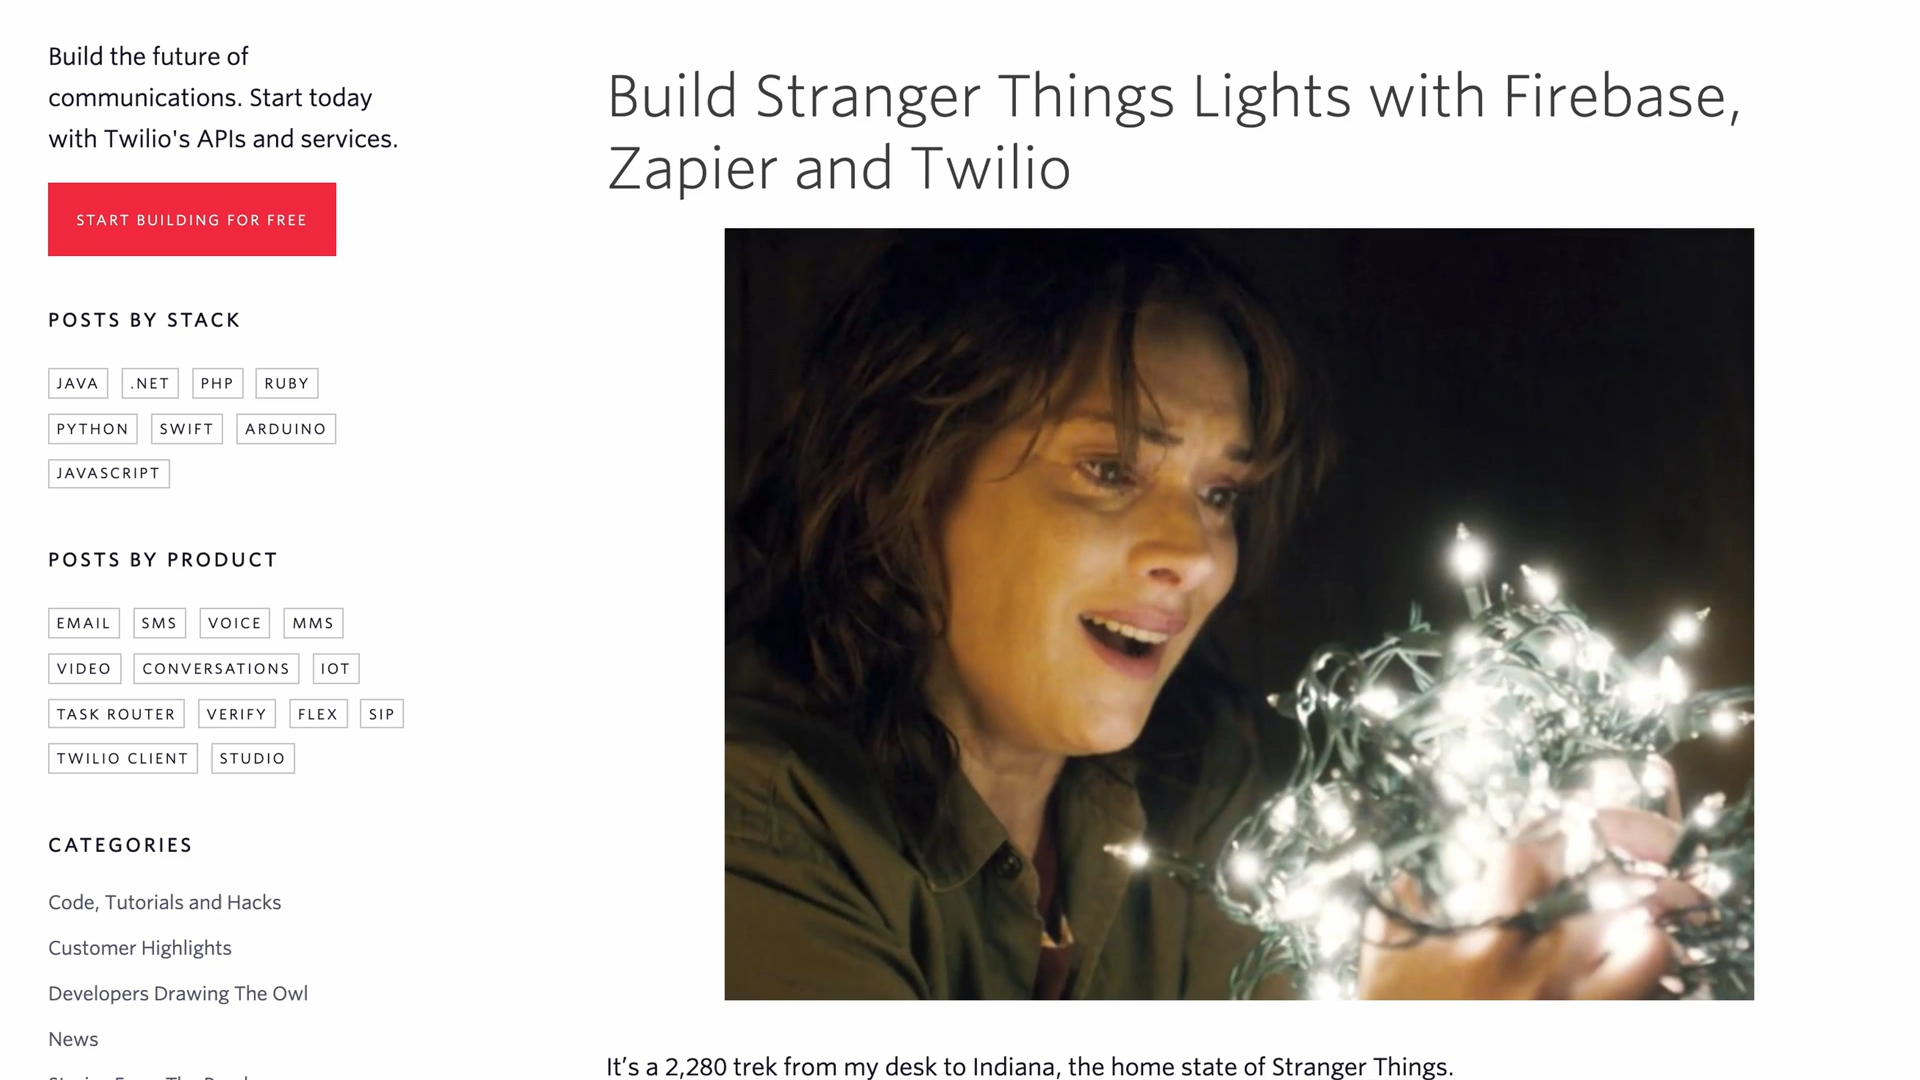 Build the future of
communications. Start today
with Twilio's APIs and services.
START BUILDING FOR FREE
POSTS BY STACK
JAVA .NET PHP RUBY
PYTHON SWIFT ARDUINO
JAVASCRIPT
POSTS BY PRODUCT
EMAIL SMS VOICE MMS
VIDEO CONVERSATIONS IOT
TASK ROUTER VERIFY FLEX SIP
TWILIO CLIENT STUDIO
CATEGORIES
Code, Tutorials and Hacks
Customer Highlights
Developers Drawing The Owl
News
Build Stranger Things Lights with Firebase,
Zapier and Twilio
It’s a 2,280 trek from my desk to Indiana, the home state of Stranger Things.